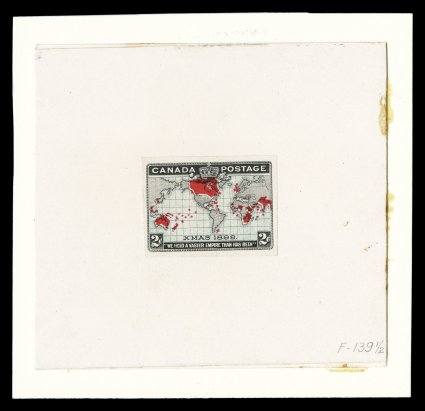 CANADA POSTAGE
XMAS 1898
2¢ 2¢
"WE HOLD A VASTER EMPIRE THAN HAS BEEN"
F-139½